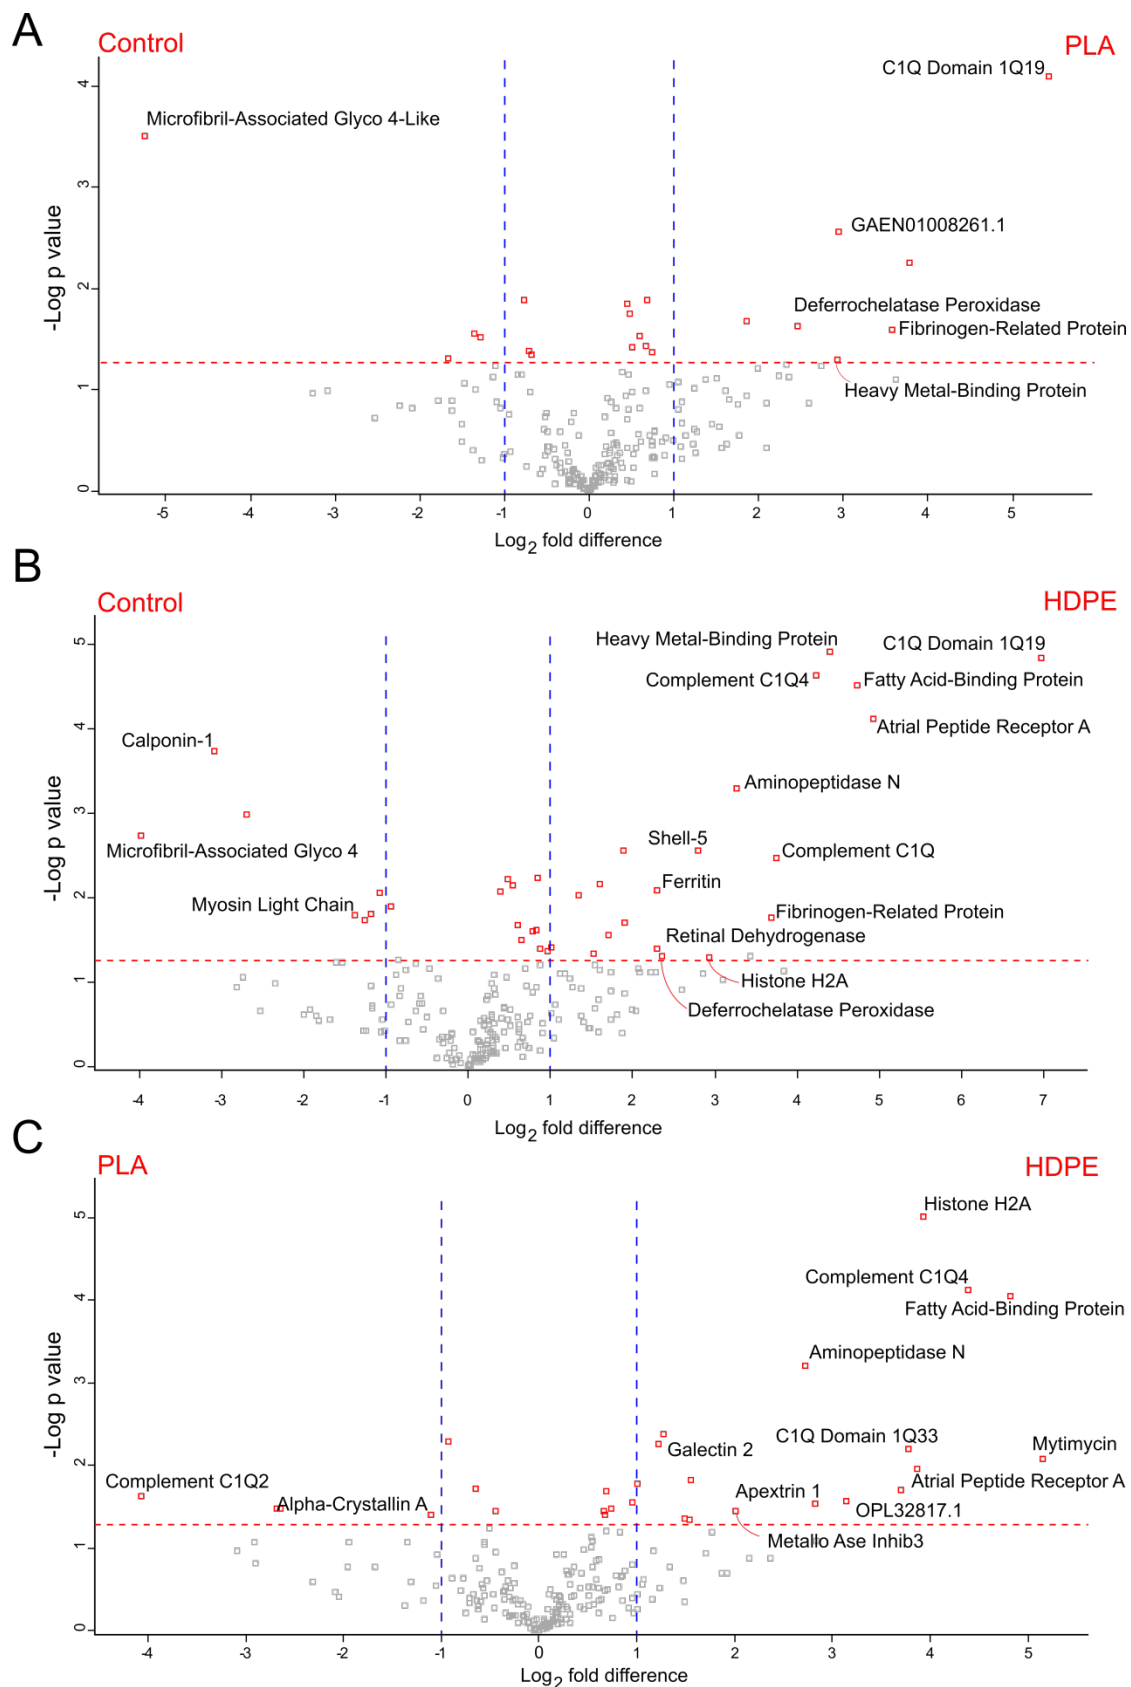 A
Control
PLA
C1Q Domain 1Q19
Microfibril-Associated Glyco 4-Like
GAEN01008261.1
Deferrochelatase Peroxidase
Fibrinogen-Related Protein
Heavy Metal-Binding Protein
-Log p value
4
3
2
1
0
-5
-4
-3
-2
-1
0
1
2
3
4
5
Log2 fold difference
B
Control
HDPE
Heavy Metal-Binding Protein
C1Q Domain 1Q19
Complement C1Q4
Fatty Acid-Binding Protein
Atrial Peptide Receptor A
Calponin-1
Aminopeptidase N
Shell-5
Microfibril-Associated Glyco 4
Complement C1Q
Ferritin
Myosin Light Chain
Fibrinogen-Related Protein
Retinal Dehydrogenase
Histone H2A
Deferrochelatase Peroxidase
-Log p value
5
4
3
2
1
0
-4
-3
-2
-1
0
1
2
3
4
5
6
7
Log2 fold difference
C
PLA
HDPE
Histone H2A
Complement C1Q4
Fatty Acid-Binding Protein
Aminopeptidase N
C1Q Domain 1Q33
Mytimycin
Galectin 2
Complement C1Q2
Atrial Peptide Receptor A
Apextrin 1
Alpha-Crystallin A
OPL32817.1
Metallo Ase Inhib3
-Log p value
5
4
3
2
1
0
-4
-3
-2
-1
0
1
2
3
4
5
Log2 fold difference